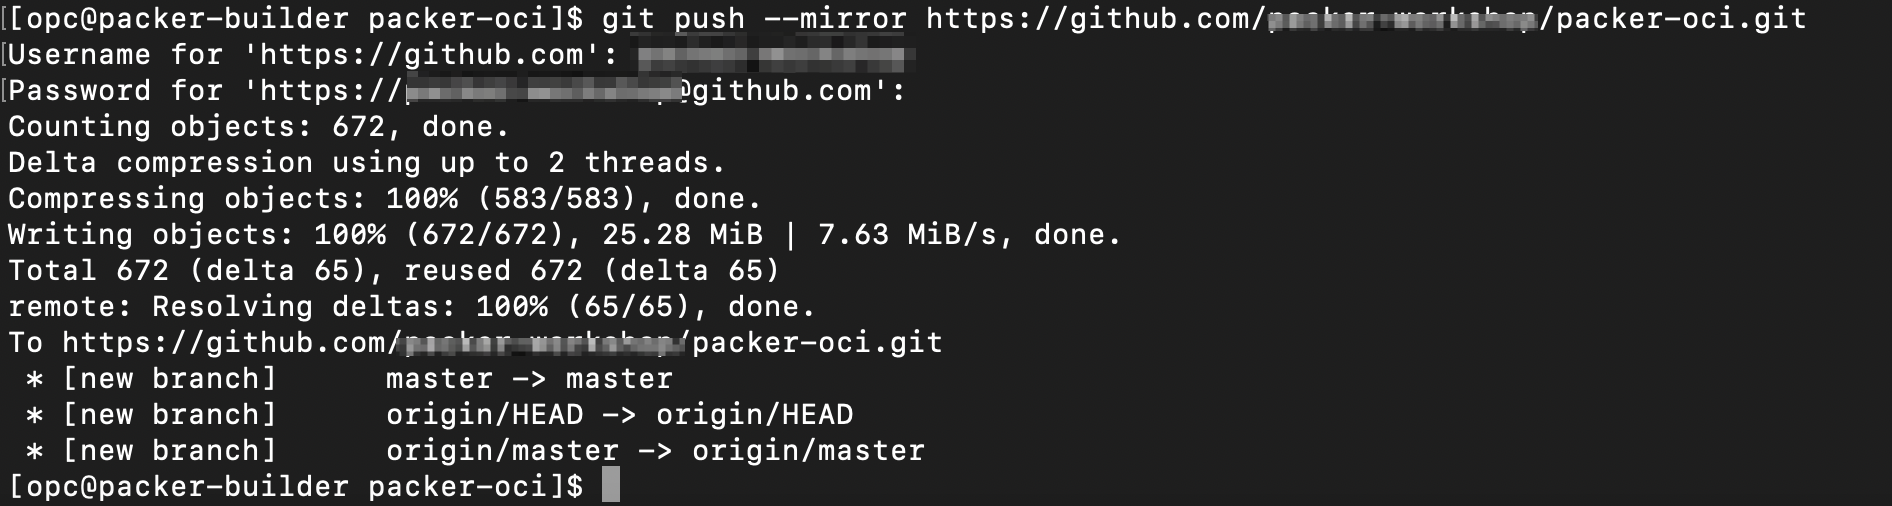 [[opc@packer-builder packer-oci]$ git push --mirror https://github.com/ /packer-oci.git
[Username for 'https://github.com':
[Password for 'https:// @github.com':
Counting objects: 672, done.
Delta compression using up to 2 threads.
Compressing objects: 100% (583/583), done.
Writing objects: 100% (672/672), 25.28 MiB | 7.63 MiB/s, done.
Total 672 (delta 65), reused 672 (delta 65)
remote: Resolving deltas: 100% (65/65), done.
To https://github.com/ /packer-oci.git
 * [new branch]      master -> master
 * [new branch]      origin/HEAD -> origin/HEAD
 * [new branch]      origin/master -> origin/master
[opc@packer-builder packer-oci]$